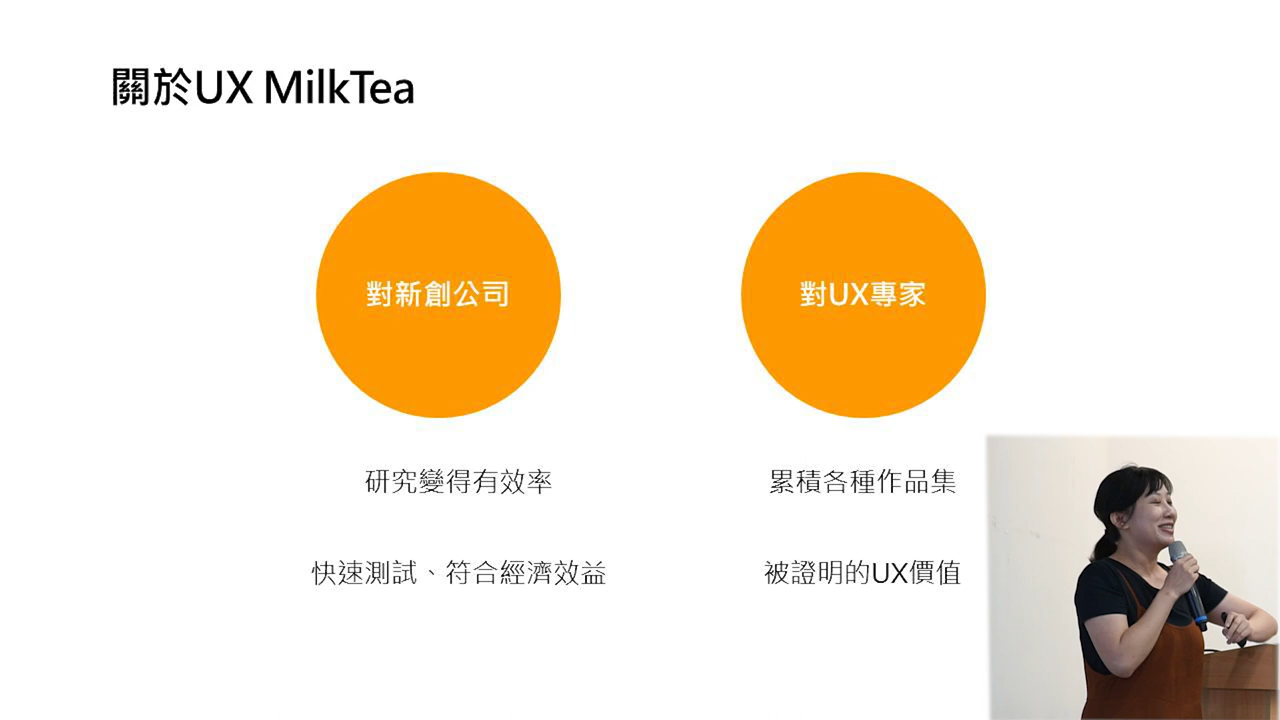 關於UX MilkTea
對新創公司
對UX專家
研究變得有效率
累積各種作品集
快速測試、符合經濟效益
被證明的UX價值